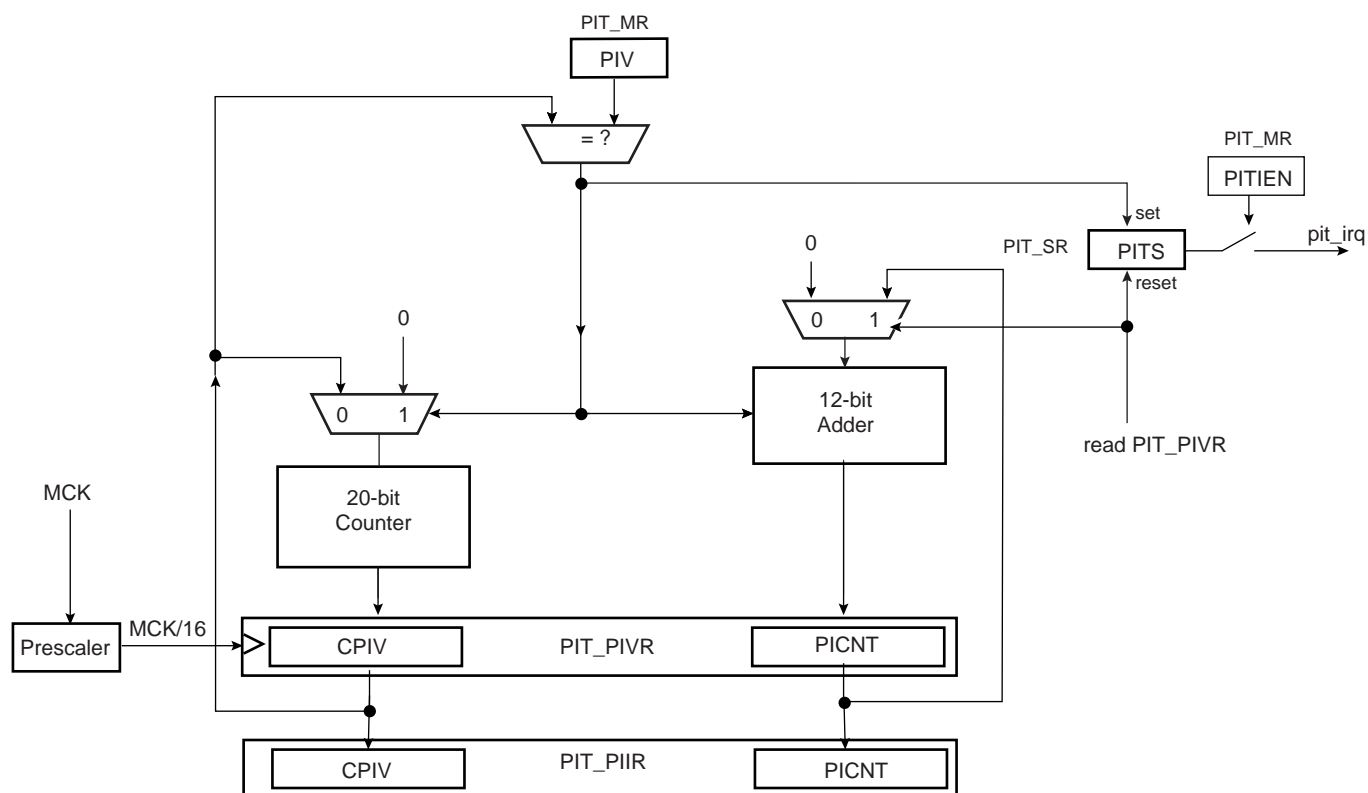 PIT_MR
PIV
= ?
PIT_MR
PITIEN
set
PIT_SR
PITS
pit_irq
reset
0
0 1
0
0 1
12-bit
Adder
read PIT_PIVR
MCK
20-bit
Counter
Prescaler
MCK/16
CPIV
PIT_PIVR
PICNT
CPIV
PIT_PIIR
PICNT